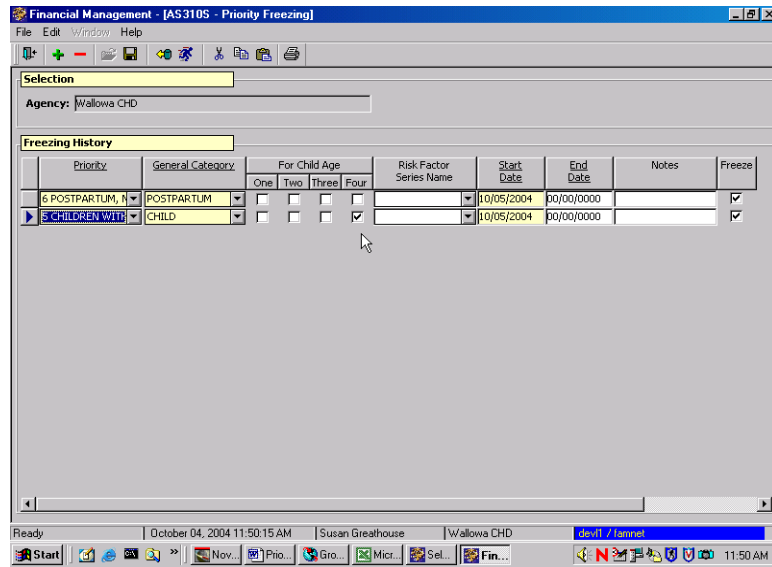 Financial Management - [AS310S - Priority Freezing]
File Edit Window Help
Selection
Agency: Wallowa CHD
Freezing History
Priority General Category For Child Age Risk Factor Series Name Start Date End Date Notes Freeze
One Two Three Four
6 POSTPARTUM, N POSTPARTUM 10/05/2004 00/00/0000
5 CHILDREN WITH CHILD 10/05/2004 00/00/0000
Ready October 04, 2004 11:50:15 AM Susan Greathouse Wallowa CHD devl1 / famnet
Start » Nov... Prio... Gro... Micr... Sel... Fin... N 11:50 AM